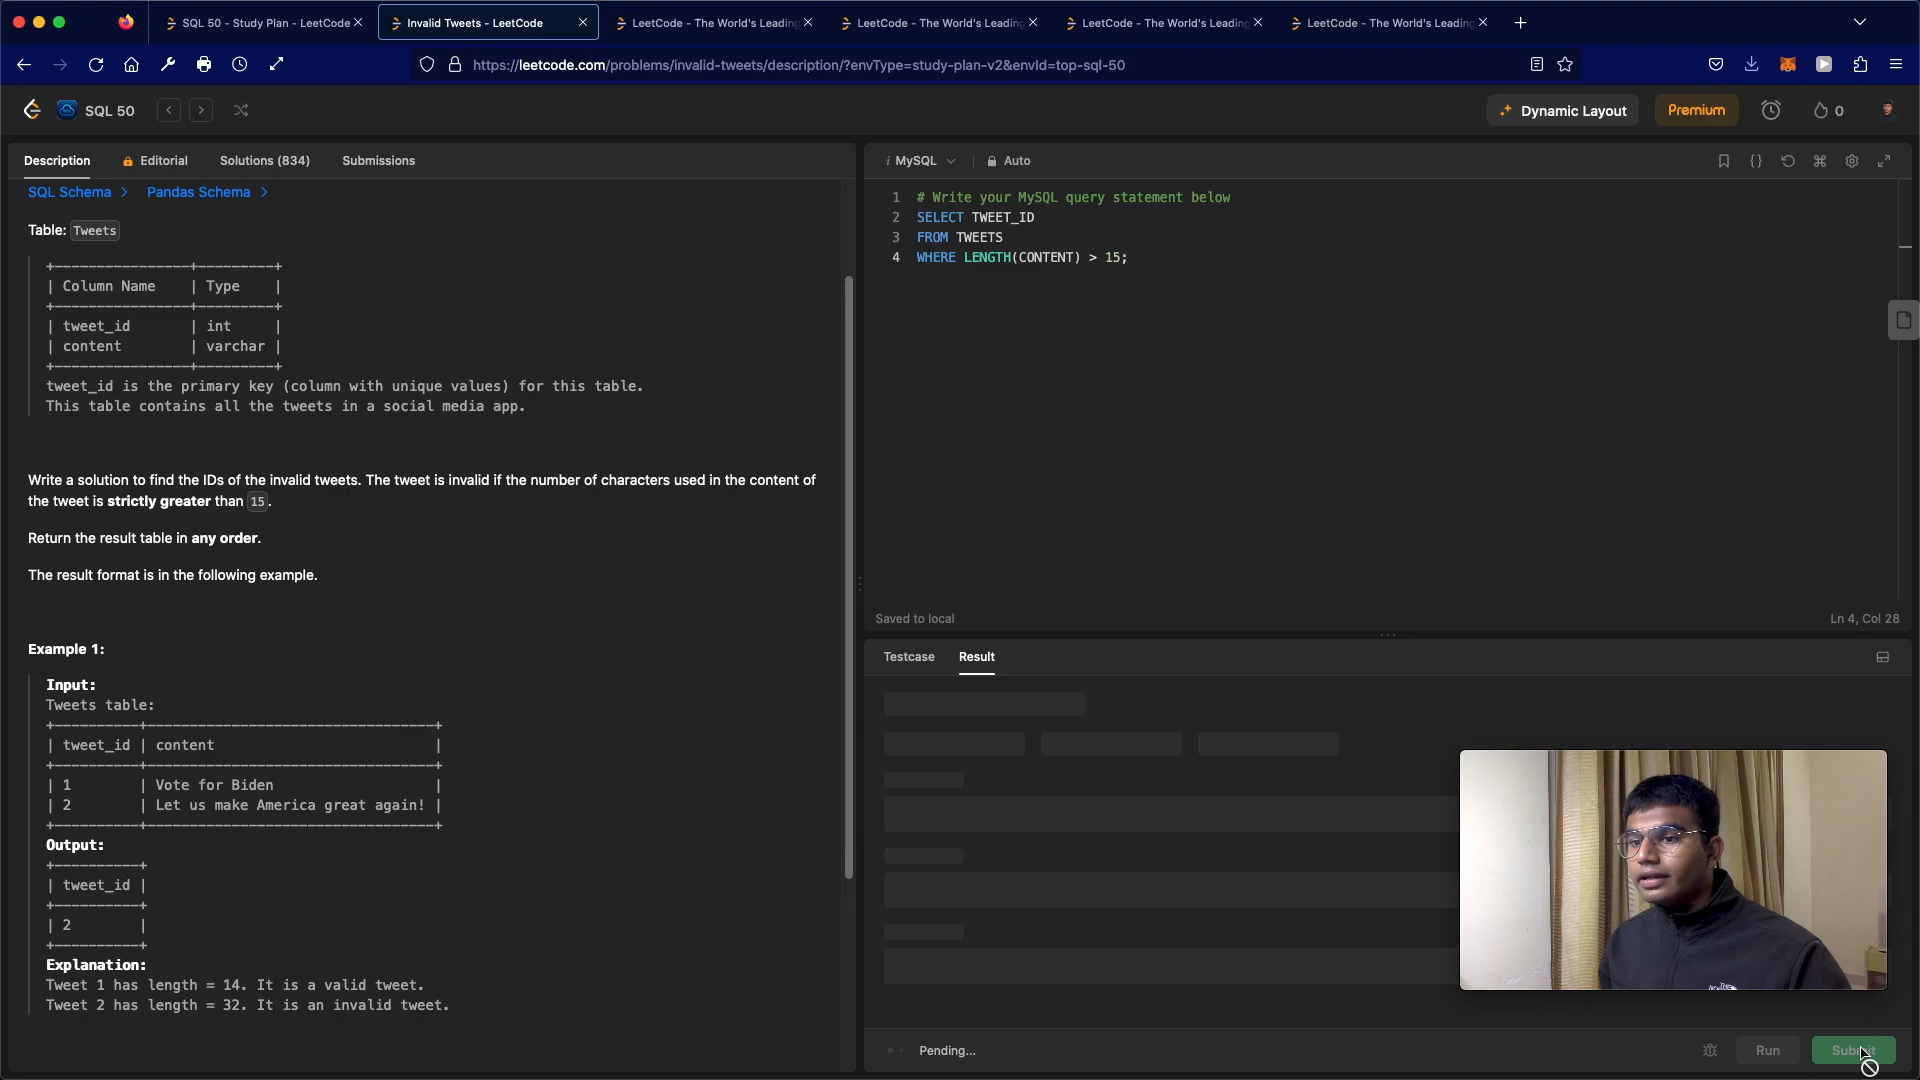 SQL 50 - Study Plan - LeetCode
Invalid Tweets - LeetCode
LeetCode - The World's Leading
LeetCode - The World's Leading
LeetCode - The World's Leading
LeetCode - The World's Leading
https://leetcode.com/problems/invalid-tweets/description/?envType=study-plan-v2&envId=top-sql-50
SQL 50
Dynamic Layout
Premium
0
Description
Editorial
Solutions (834)
Submissions
SQL Schema >
Pandas Schema >
Table: Tweets
+----------------+---------+
| Column Name    | Type    |
+----------------+---------+
| tweet_id       | int     |
| content        | varchar |
+----------------+---------+
tweet_id is the primary key (column with unique values) for this table.
This table contains all the tweets in a social media app.
Write a solution to find the IDs of the invalid tweets. The tweet is invalid if the number of characters used in the content of
the tweet is strictly greater than 15.
Return the result table in any order.
The result format is in the following example.
Example 1:
Input:
Tweets table:
+----------+----------------------------------+
| tweet_id | content                          |
+----------+----------------------------------+
| 1        | Vote for Biden                   |
| 2        | Let us make America great again! |
+----------+----------------------------------+
Output:
+----------+
| tweet_id |
+----------+
| 2        |
+----------+
Explanation:
Tweet 1 has length = 14. It is a valid tweet.
Tweet 2 has length = 32. It is an invalid tweet.
i MySQL
Auto
1 # Write your MySQL query statement below
2 SELECT TWEET_ID
3 FROM TWEETS
4 WHERE LENGTH(CONTENT) > 15;
Saved to local
Ln 4, Col 28
Testcase
Result
Pending...
Run
Submit